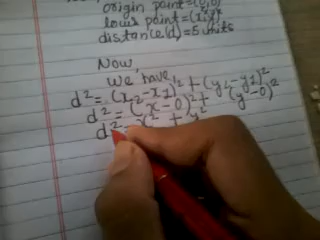 origin point=(0,0)
locus point=(x,y)
distance(d)=5 units
Now,
We have,
d²= (x₂-x₁)² + (y₂-y₁)²
d² = (x-0)² + (y-0)²
d² = x² + y